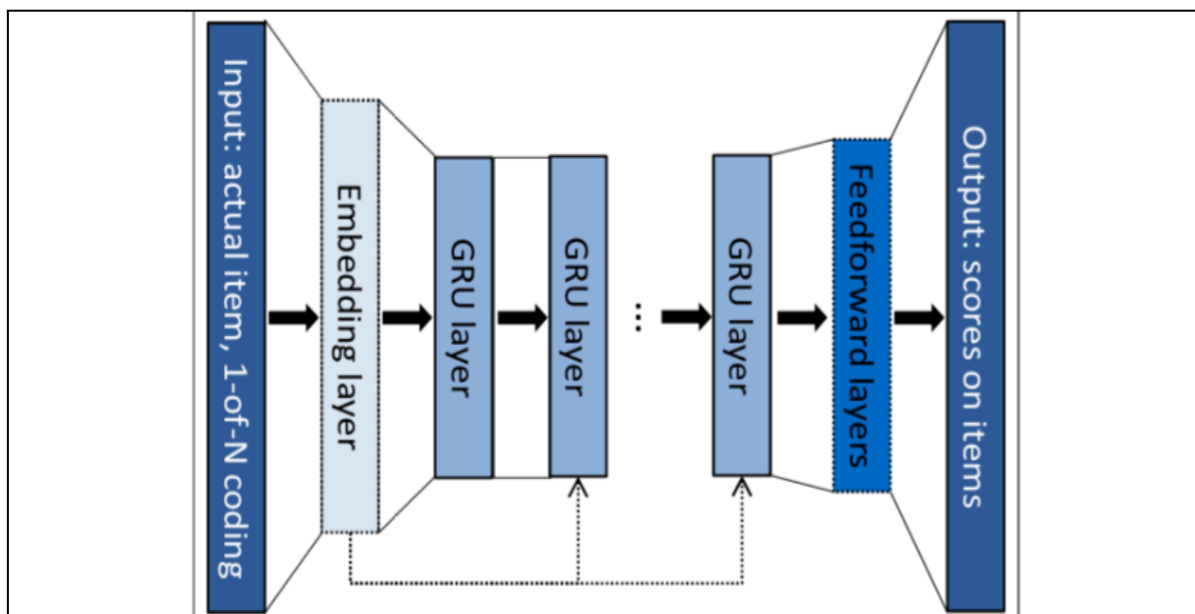 Input: actual item, 1-of-N coding
Embedding layer
GRU layer
GRU layer
...
GRU layer
Feedforward layers
Output: scores on items